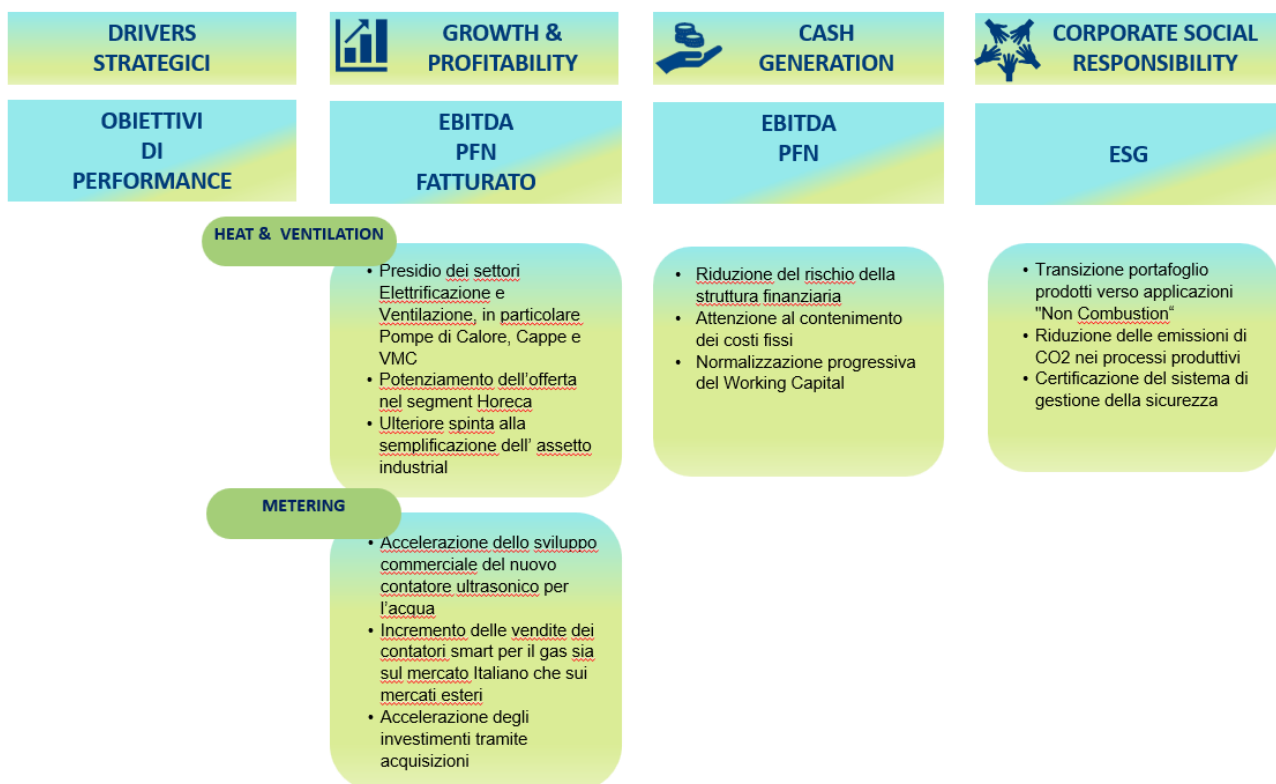 DRIVERS
STRATEGICI
GROWTH &
PROFITABILITY
CASH
GENERATION
CORPORATE SOCIAL
RESPONSIBILITY
OBIETTIVI
DI
PERFORMANCE
EBITDA
PFN
FATTURATO
EBITDA
PFN
ESG
HEAT & VENTILATION
• Presidio dei settori
Elettrificazione e
Ventilazione, in particolare
Pompe di Calore, Cappe e
VMC
• Potenziamento dell'offerta
nel segment Horeca
• Ulteriore spinta alla
semplificazione dell' assetto
industrial
• Riduzione del rischio della
struttura finanziaria
• Attenzione al contenimento
dei costi fissi
• Normalizzazione progressiva
del Working Capital
• Transizione portafoglio
prodotti verso applicazioni
"Non Combustion“
• Riduzione delle emissioni di
CO2 nei processi produttivi
• Certificazione del sistema di
gestione della sicurezza
METERING
• Accelerazione dello sviluppo
commerciale del nuovo
contatore ultrasonico per
l'acqua
• Incremento delle vendite dei
contatori smart per il gas sia
sul mercato Italiano che sui
mercati esteri
• Accelerazione degli
investimenti tramite
acquisizioni